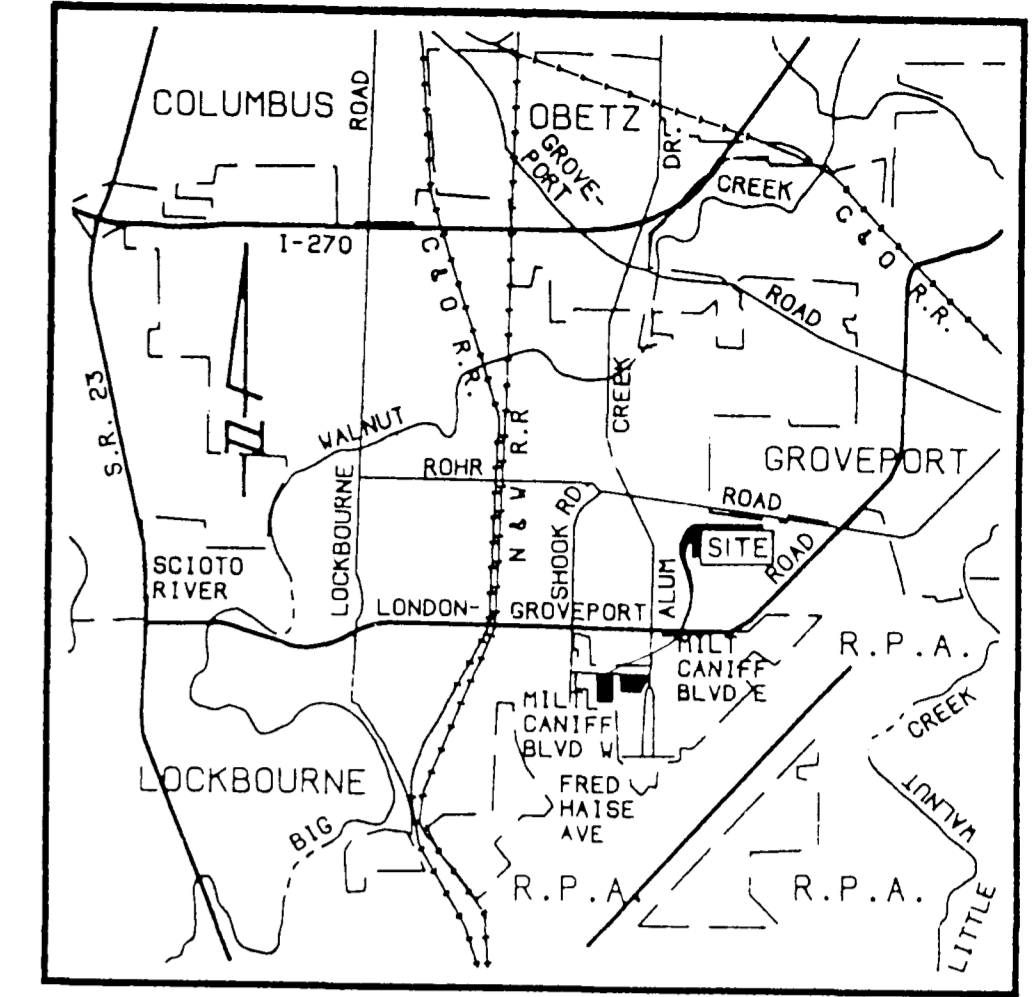 COLUMBUS
ROAD
OBETZ
GROVE-
PORT
DR.
CREEK
I-270
C & O R.R.
C & O R.R.
ROAD
S.R. 23
N
WALNUT
CREEK
ROHR
N & W R.R
GROVEPORT
LOCKBOURNE
SHOOK RD
ROAD
SITE
ROAD
SCIOTO
RIVER
ALUM
LONDON-
GROVEPORT
MILT
CANIFF
BLVD E
R.P.A.
MILT
CANIFF
BLVD W
CREEK
LOCKBOURNE
FRED
HAISE
AVE
WALNUT
BIG
R.P.A.
R.P.A.
LITTLE